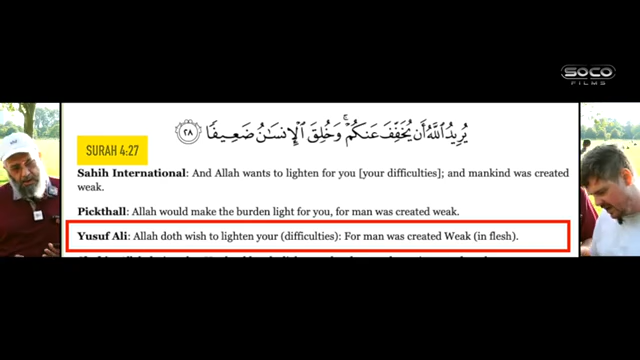 SOCO
FILMS
يُرِيدُ ٱللَّهُ أَن يُخَفِّفَ عَنكُمْ ۚ وَخُلِقَ ٱلْإِنسَـٰنُ ضَعِيفًا ٢٨
SURAH 4:27
Sahih International: And Allah wants to lighten for you [your difficulties]; and mankind was created
weak.
Pickthall: Allah would make the burden light for you, for man was created weak.
Yusuf Ali: Allah doth wish to lighten your (difficulties): For man was created Weak (in flesh).